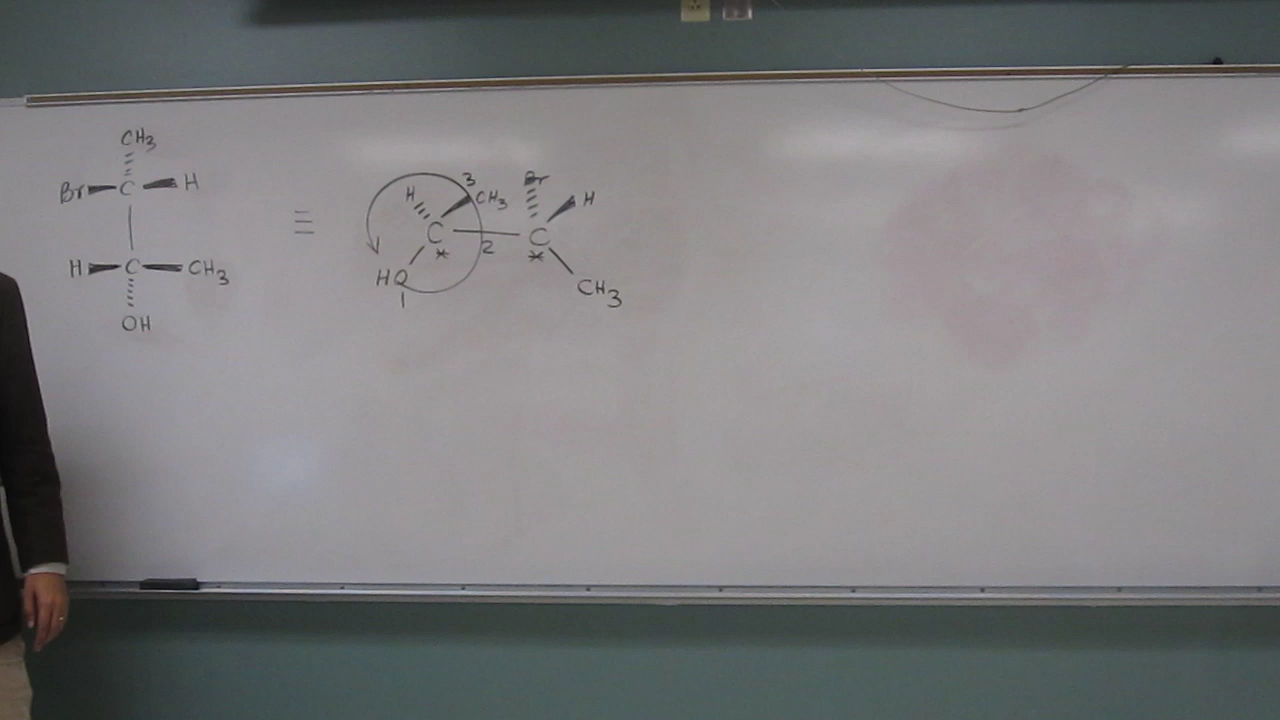 CH3
Br C H
H C CH3
OH
≡
H 3 CH3 Br H
C 2 C
* *
HO
1
CH3